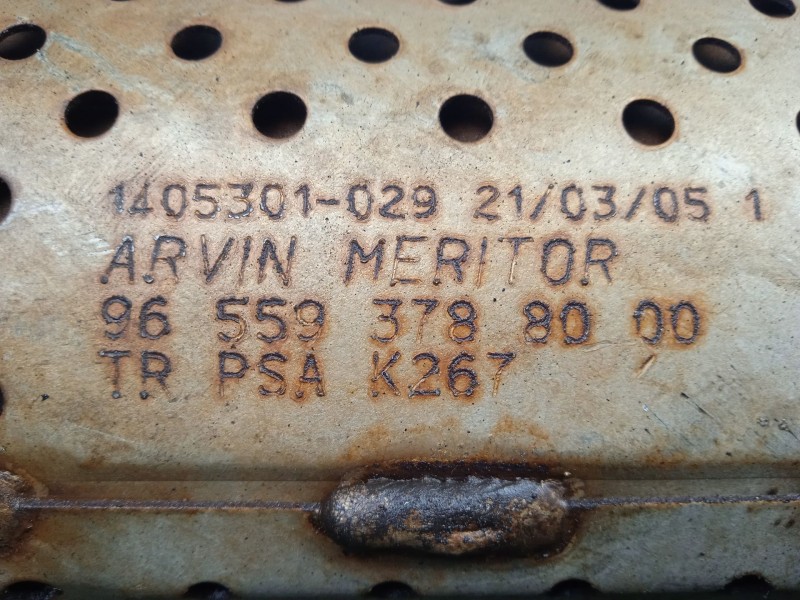 1405301-029 21/03/05 1
ARVIN MERITOR
96 559 378 80 00
TR PSA K267